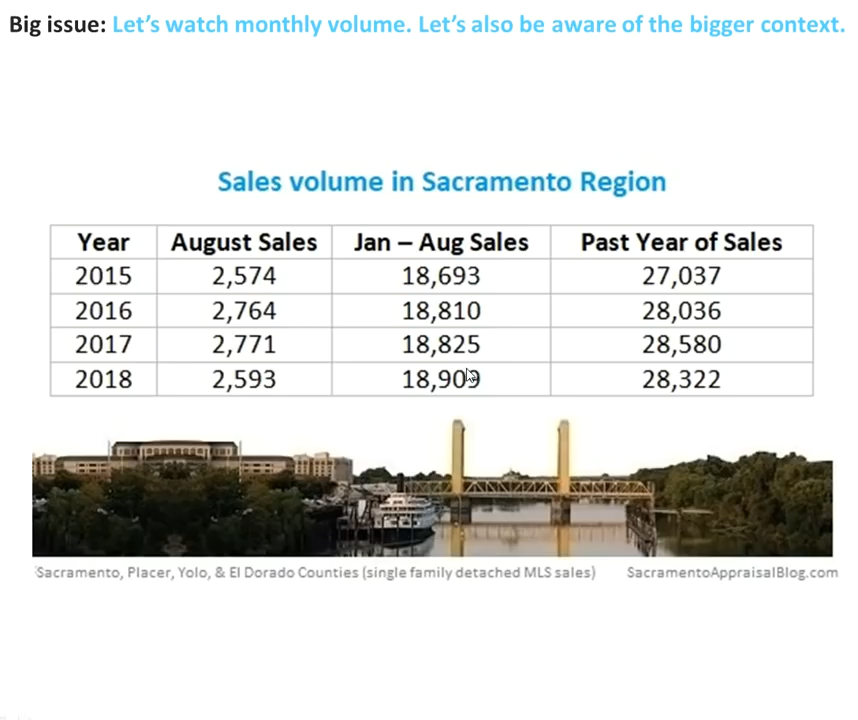 Big issue: Let's watch monthly volume. Let's also be aware of the bigger context.
Sales volume in Sacramento Region
Year August Sales Jan – Aug Sales Past Year of Sales
2015 2,574 18,693 27,037
2016 2,764 18,810 28,036
2017 2,771 18,825 28,580
2018 2,593 18,909 28,322
Sacramento, Placer, Yolo, & El Dorado Counties (single family detached MLS sales) SacramentoAppraisalBlog.com